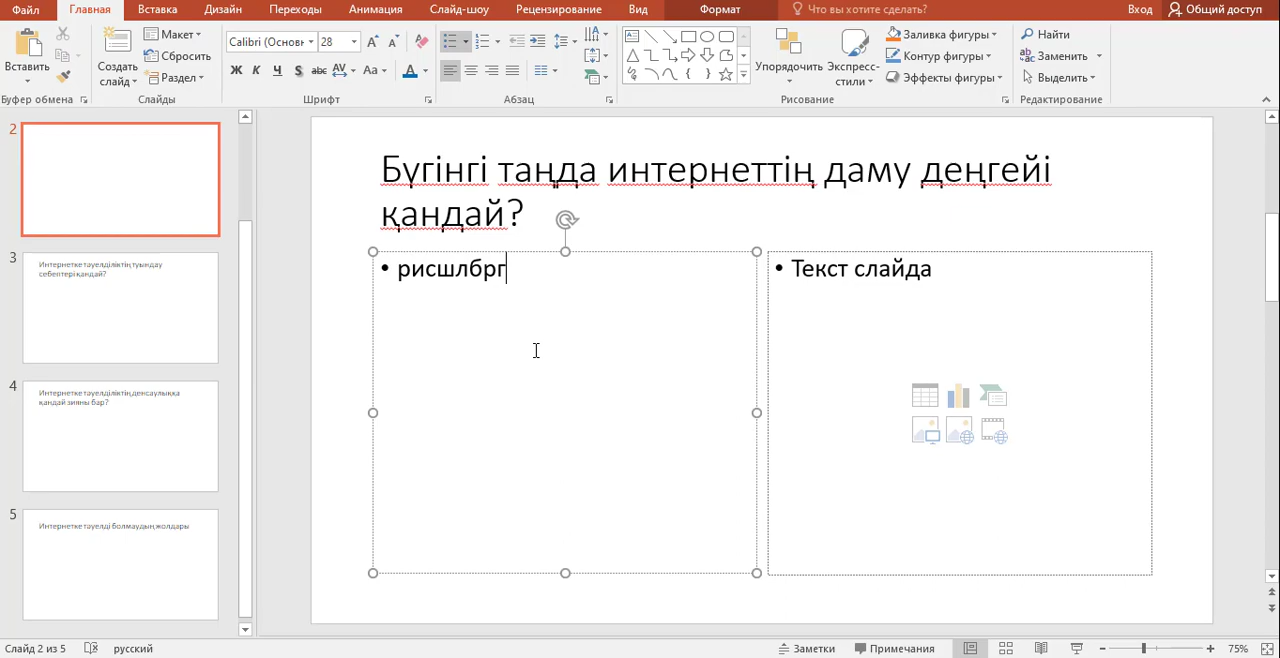 Файл Главная Вставка Дизайн Переходы Анимация Слайд-шоу Рецензирование Вид Формат Что вы хотите сделать? Вход Общий доступ
Вставить
Буфер обмена
Создать слайд
Макет
Сбросить
Раздел
Слайды
Calibri (Основн 28
Ж К Ч S abc AV Aa A
Шрифт
Абзац
Упорядочить
Экспресс-стили
Заливка фигуры
Контур фигуры
Эффекты фигуры
Рисование
Найти
Заменить
Выделить
Редактирование
2
3
Интернетке тәуелділіктің туындау
себептері қандай?
4
Интернетке тәуелділіктің денсаулыққа
қандай зияны бар?
5
Интернетке тәуелді болмаудың жолдары
Бүгінгі таңда интернеттің даму деңгейі
қандай?
• рисшлбрг
• Текст слайда
Слайд 2 из 5 русский Заметки Примечания 75%